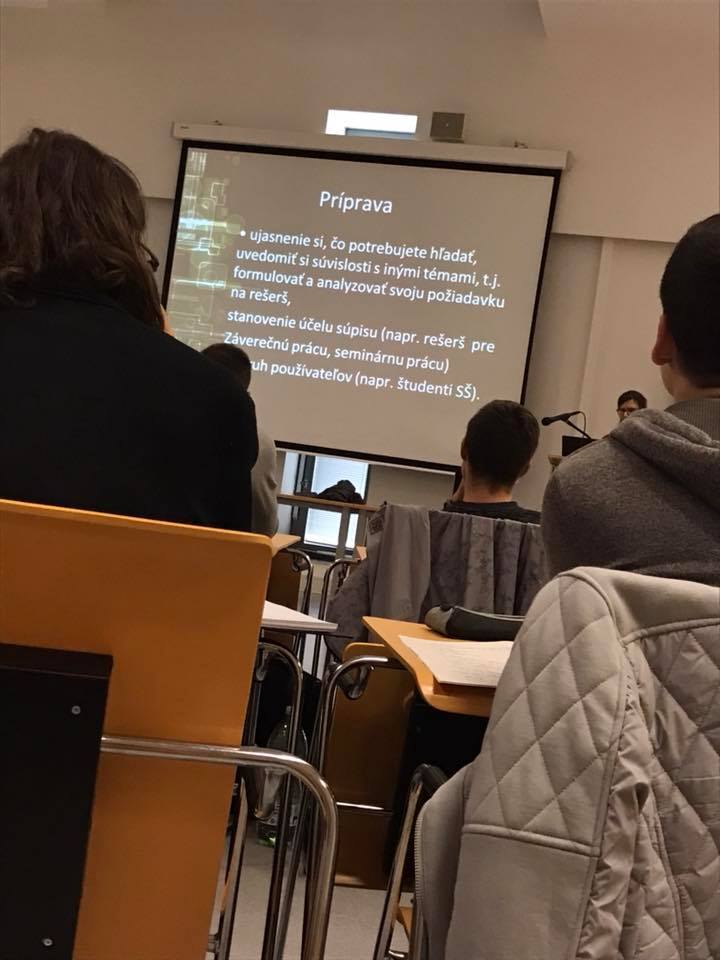 Príprava
• ujasnenie si, čo potrebujete hľadať,
uvedomiť si súvislosti s inými témami, t.j.
formulovať a analyzovať svoju požiadavku
na rešerš,
stanovenie účelu súpisu (napr. rešerš pre
Záverečnú prácu, seminárnu prácu)
používateľov (napr. študenti SŠ).